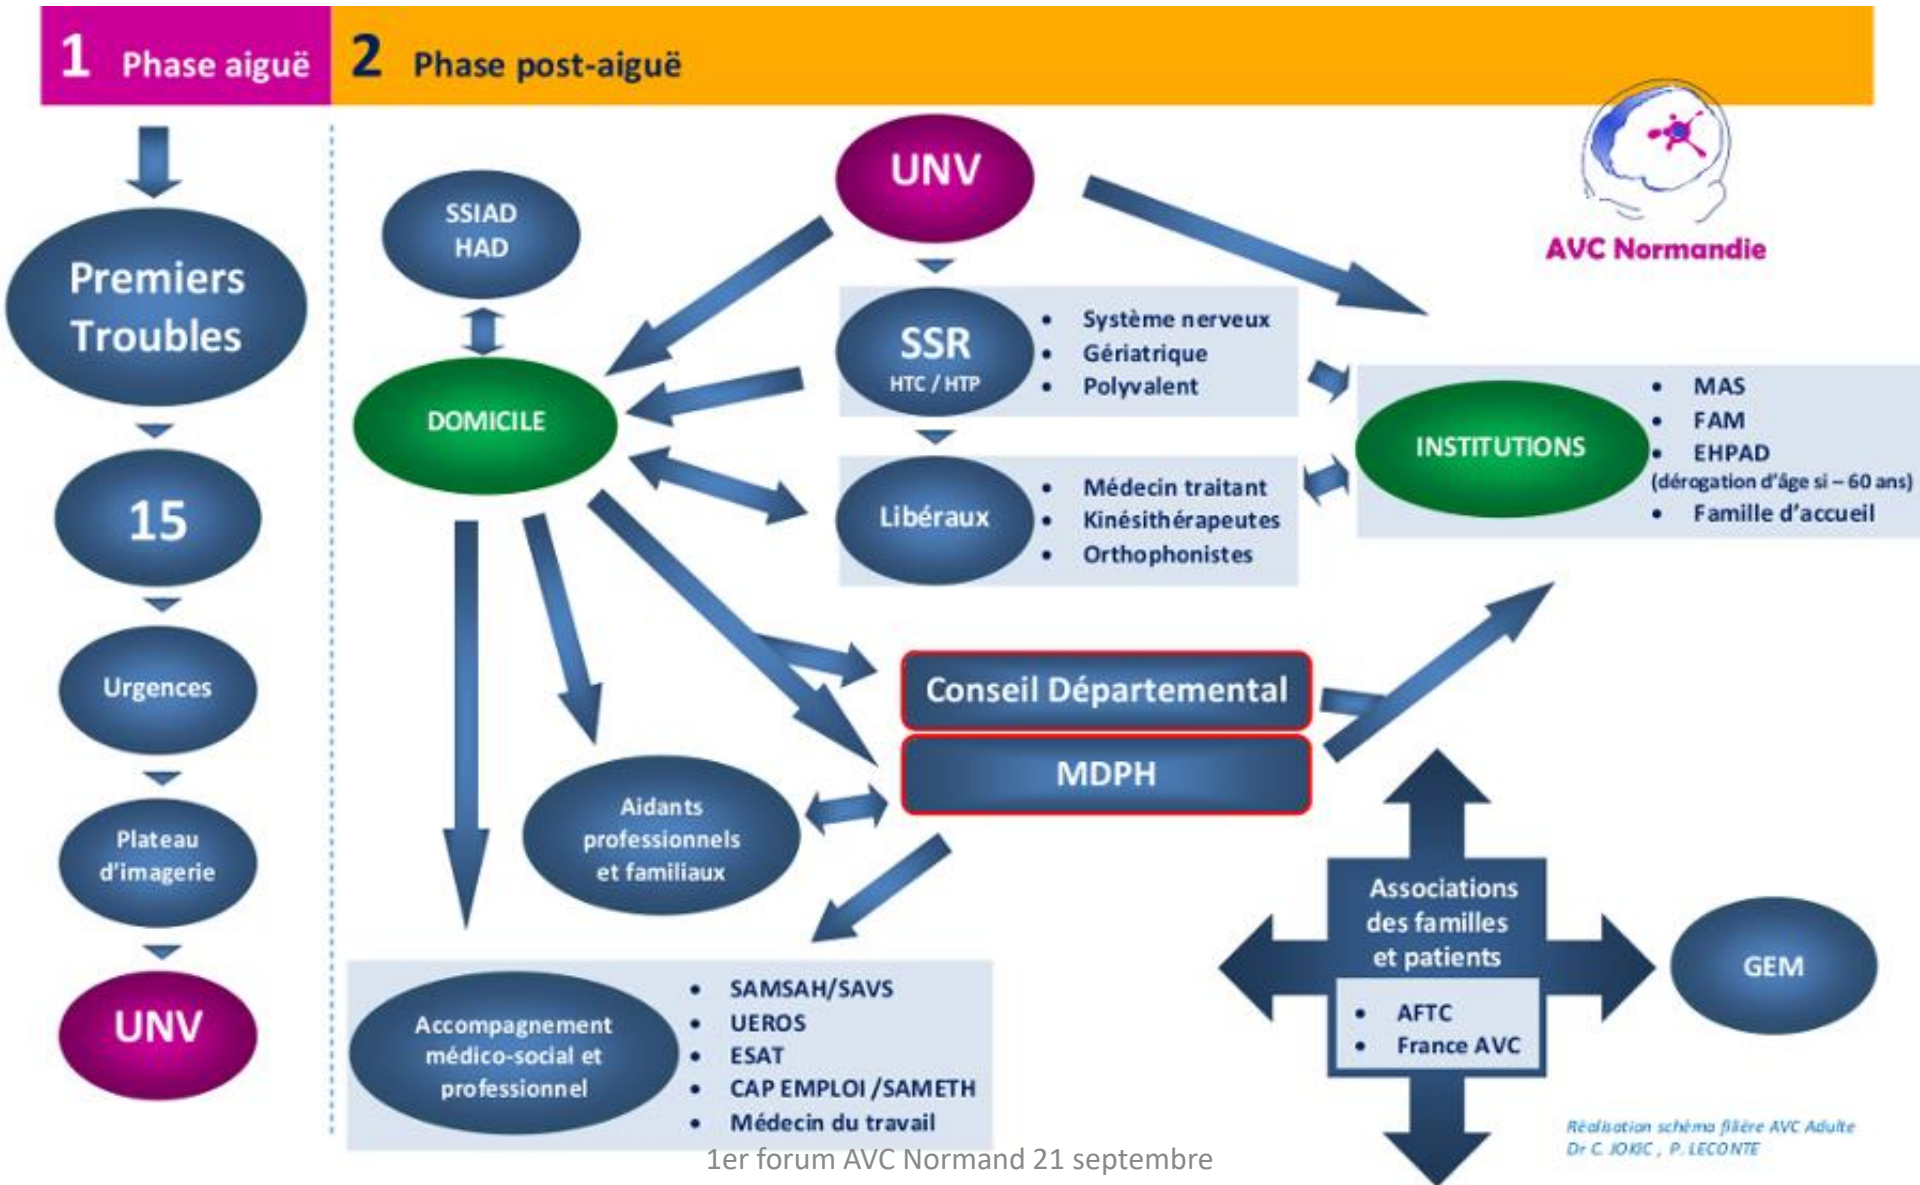 1 Phase aiguë
2 Phase post-aiguë
Premiers
Troubles
15
Urgences
Plateau
d'imagerie
UNV
SSIAD
HAD
DOMICILE
UNV
SSR
HTC / HTP
• Système nerveux
• Gériatrique
• Polyvalent
Libéraux
• Médecin traitant
• Kinésithérapeutes
• Orthophonistes
AVC Normandie
INSTITUTIONS
• MAS
• FAM
• EHPAD
(dérogation d'âge si – 60 ans)
• Famille d'accueil
Conseil Départemental
MDPH
Aidants
professionnels
et familiaux
Accompagnement
médico-social et
professionnel
• SAMSAH/SAVS
• UEROS
• ESAT
• CAP EMPLOI /SAMETH
• Médecin du travail
Associations
des familles
et patients
• AFTC
• France AVC
GEM
Réalisation schéma filière AVC Adulte
Dr C. JOKIC , P. LECONTE
1er forum AVC Normand 21 septembre